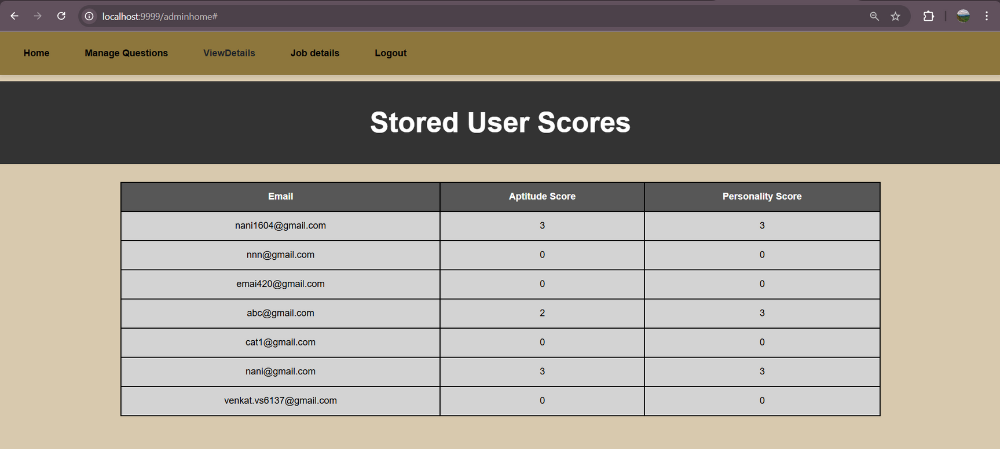 localhost:9999/adminhome#
Home Manage Questions ViewDetails Job details Logout
Stored User Scores
Email Aptitude Score Personality Score
nani1604@gmail.com 3 3
nnn@gmail.com 0 0
emai420@gmail.com 0 0
abc@gmail.com 2 3
cat1@gmail.com 0 0
nani@gmail.com 3 3
venkat.vs6137@gmail.com 0 0